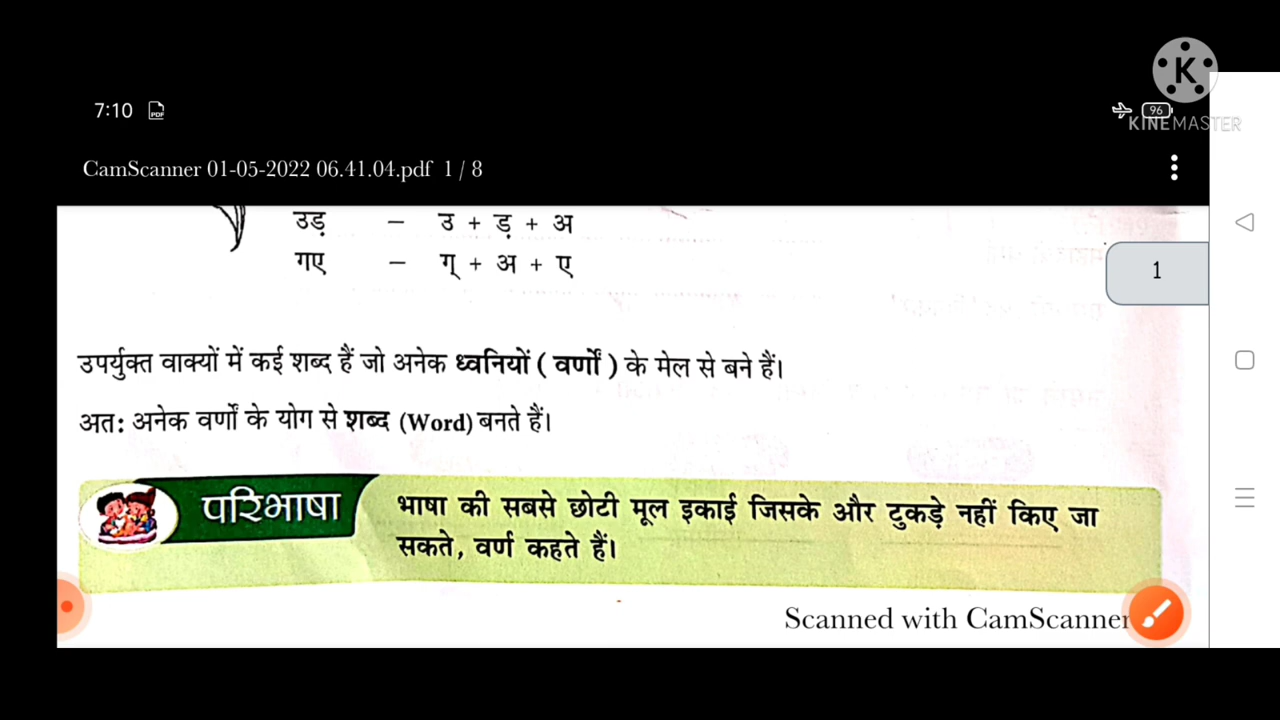 7:10 PDF 96
KINEMASTER
CamScanner 01-05-2022 06.41.04.pdf 1 / 8
उड़ – उ + ड़ + अ
1
गए – ग् + अ + ए
उपर्युक्त वाक्यों में कई शब्द हैं जो अनेक ध्वनियों ( वर्णों ) के मेल से बने हैं।
अत: अनेक वर्णों के योग से शब्द (Word) बनते हैं।
परिभाषा
भाषा की सबसे छोटी मूल इकाई जिसके और टुकड़े नहीं किए जा
सकते, वर्ण कहते हैं।
Scanned with CamScanner